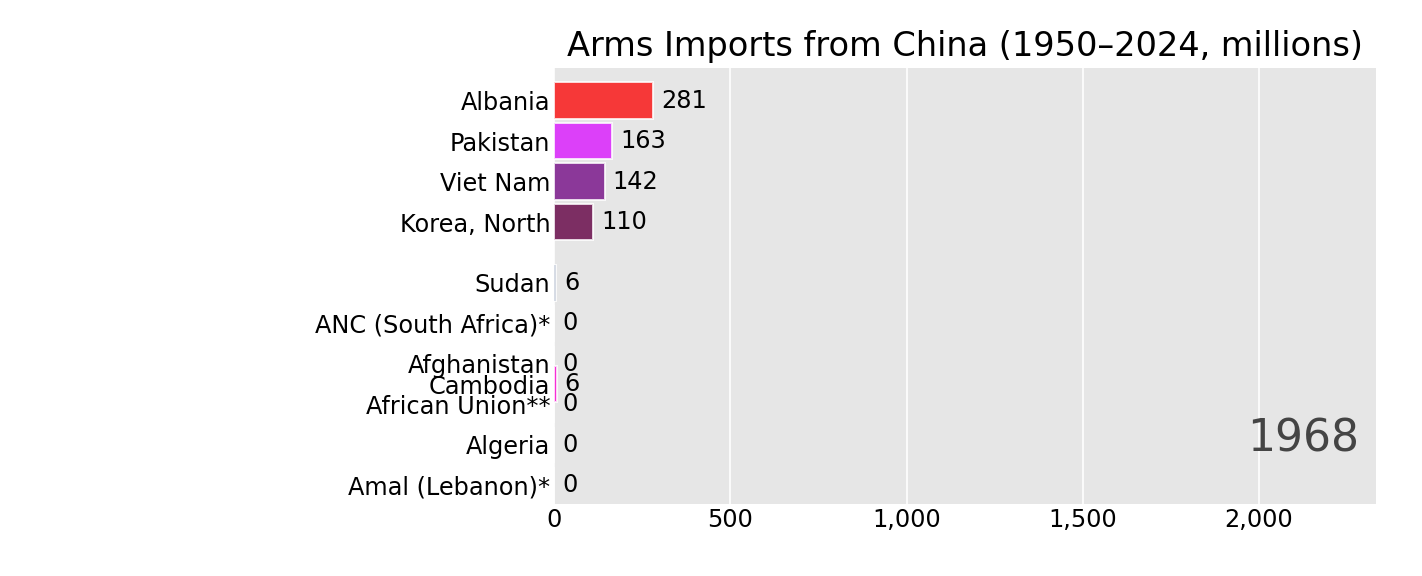 Arms Imports from China (1950–2024, millions)
Albania 281
Pakistan 163
Viet Nam 142
Korea, North 110
Sudan 6
ANC (South Africa)* 0
Afghanistan 0
Cambodia 6
African Union** 0
Algeria 0
Amal (Lebanon)* 0
1968
0 500 1,000 1,500 2,000